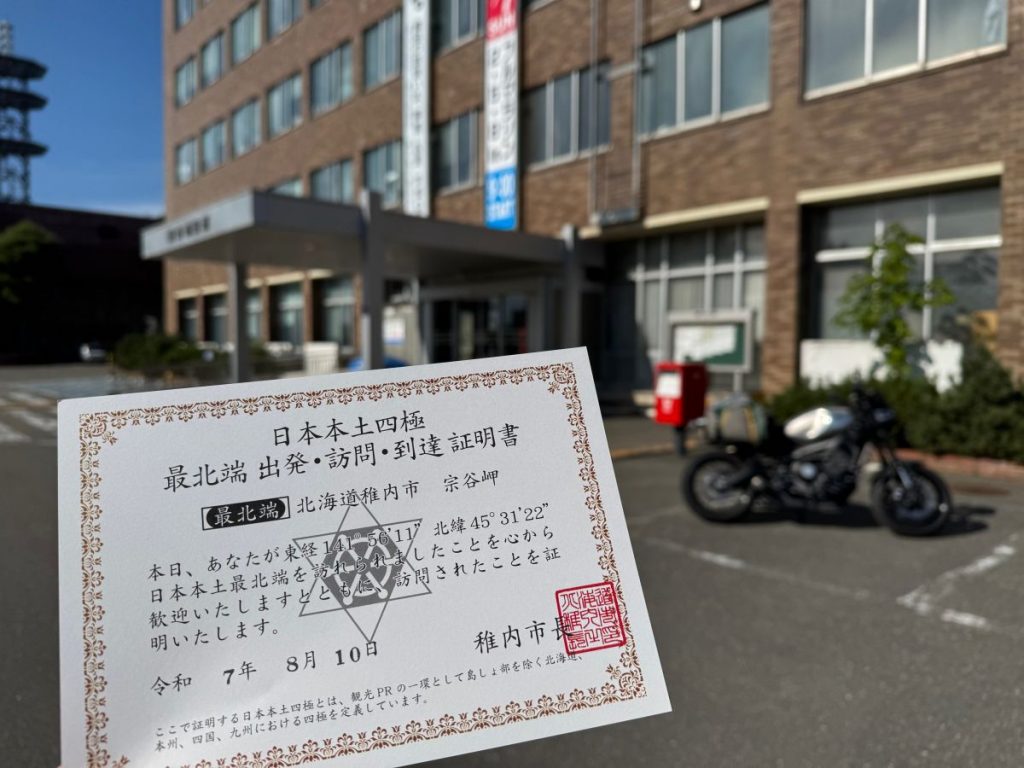 日本本土四極
最北端 出発・訪問・到達 証明書
最北端 北海道稚内市 宗谷岬
本日、あなたが東経141°56'11" 北緯45°31'22"
日本本土最北端を訪れられましたことを心から
歓迎いたしますとともに、訪問されたことを証
明いたします。
令和 7年 8月 10日
稚内市長
ここで証明する日本本土四極とは、観光PRの一環として島しょ部を除く北海道、
本州、四国、九州における四極を定義しています。